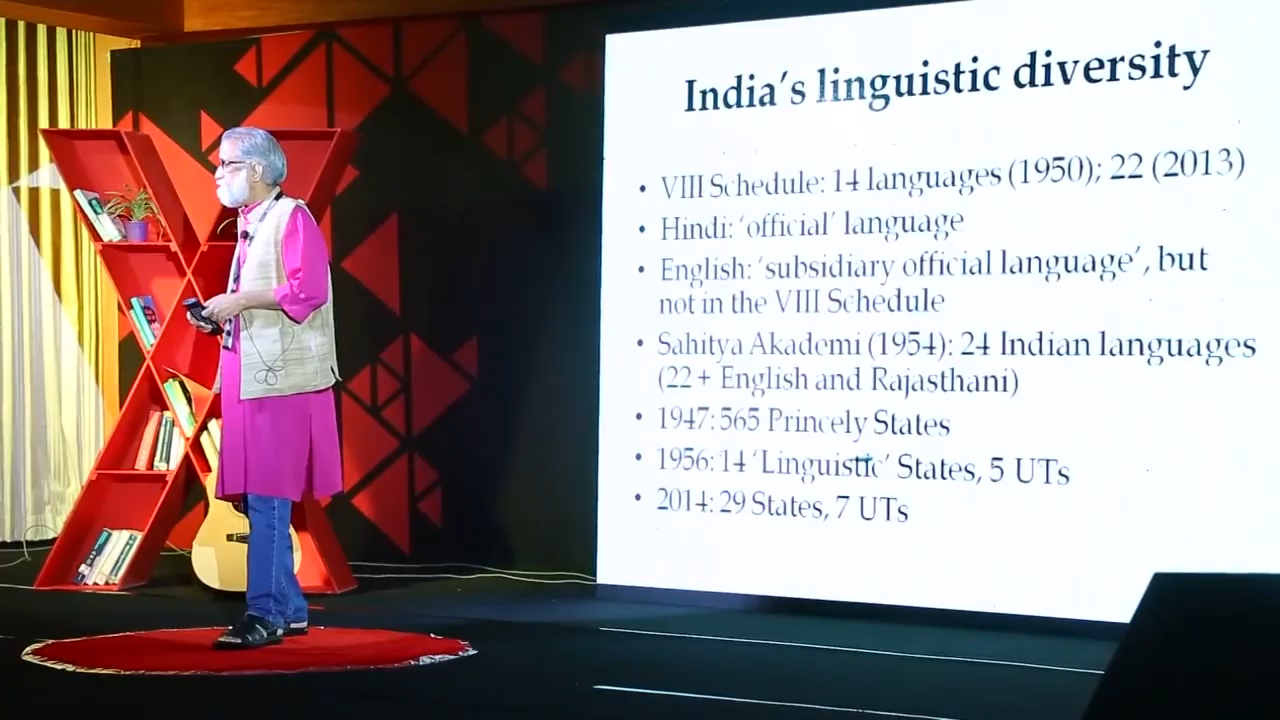 India's linguistic diversity
• VIII Schedule: 14 languages (1950); 22 (2013)
• Hindi: 'official' language
• English: 'subsidiary official language', but
not in the VIII Schedule
• Sahitya Akademi (1954): 24 Indian languages
(22 + English and Rajasthani)
• 1947: 565 Princely States
• 1956: 14 'Linguistic' States, 5 UTs
• 2014: 29 States, 7 UTs